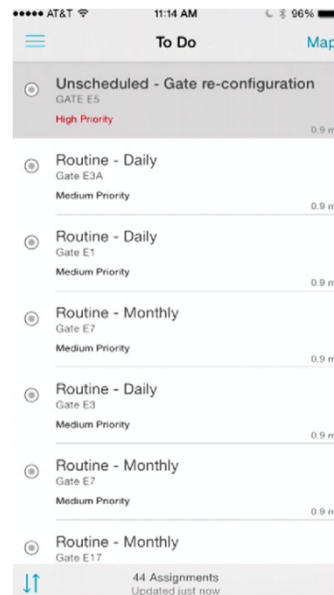 AT&T 11:14 AM 96%
To Do Map
Unscheduled - Gate re-configuration
GATE E5
High Priority
0.9 m
Routine - Daily
Gate E3A
Medium Priority
0.9 m
Routine - Daily
Gate E1
Medium Priority
0.9 m
Routine - Monthly
Gate E7
Medium Priority
0.9 m
Routine - Daily
Gate E3
Medium Priority
0.9 m
Routine - Monthly
Gate E7
Medium Priority
0.9 m
Routine - Monthly
Gate E17
44 Assignments
Updated just now